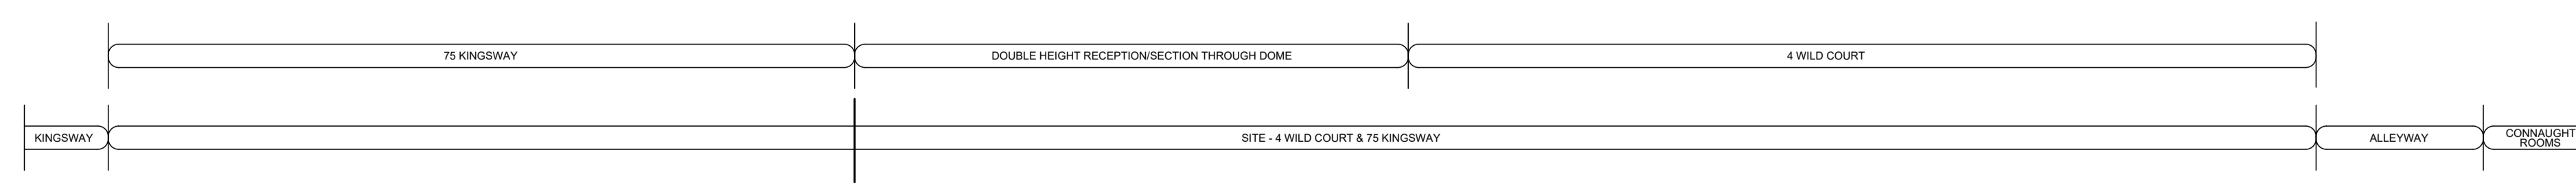 75 KINGSWAY
DOUBLE HEIGHT RECEPTION/SECTION THROUGH DOME
4 WILD COURT
KINGSWAY
SITE - 4 WILD COURT & 75 KINGSWAY
ALLEYWAY
CONNAUGHT
ROOMS